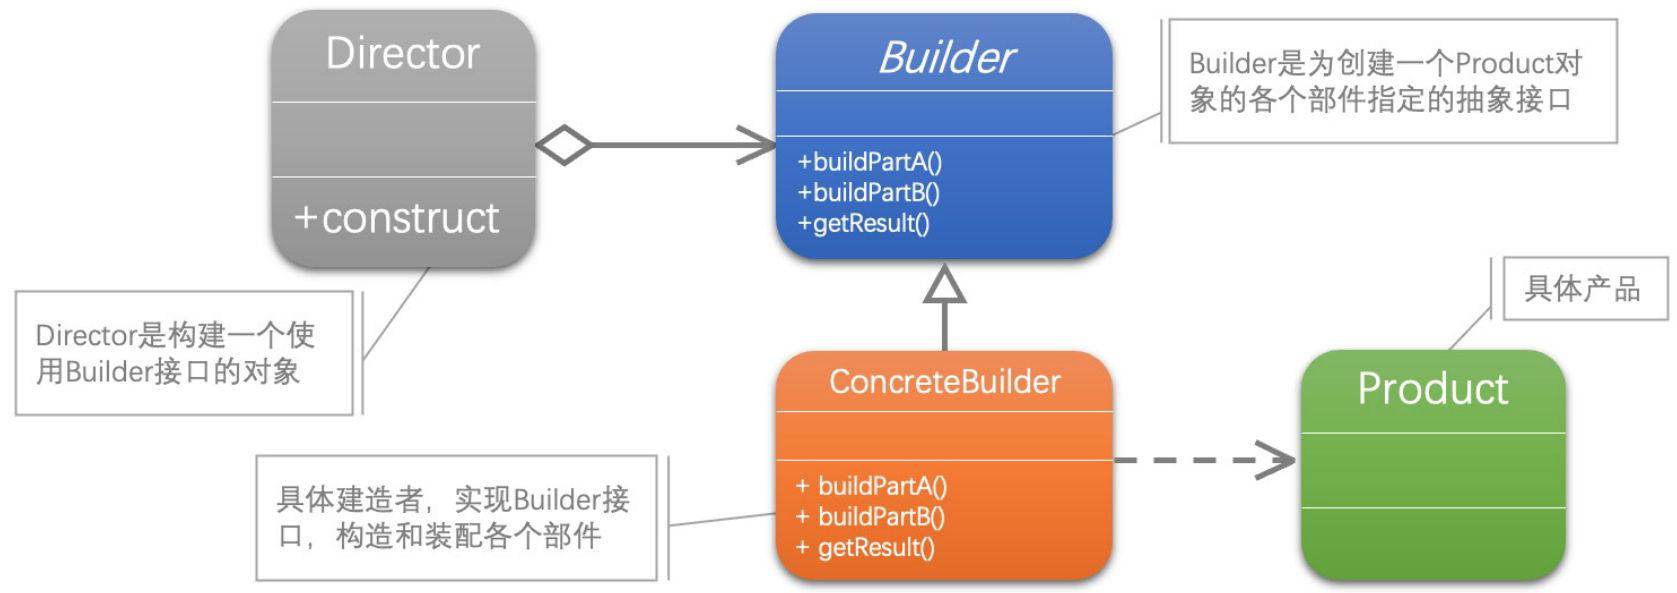 Director
+construct
Builder
+buildPartA()
+buildPartB()
+getResult()
Builder是为创建一个Product对
象的各个部件指定的抽象接口
Director是构建一个使
用Builder接口的对象
ConcreteBuilder
+ buildPartA()
+ buildPartB()
+ getResult()
具体建造者，实现Builder接
口，构造和装配各个部件
具体产品
Product